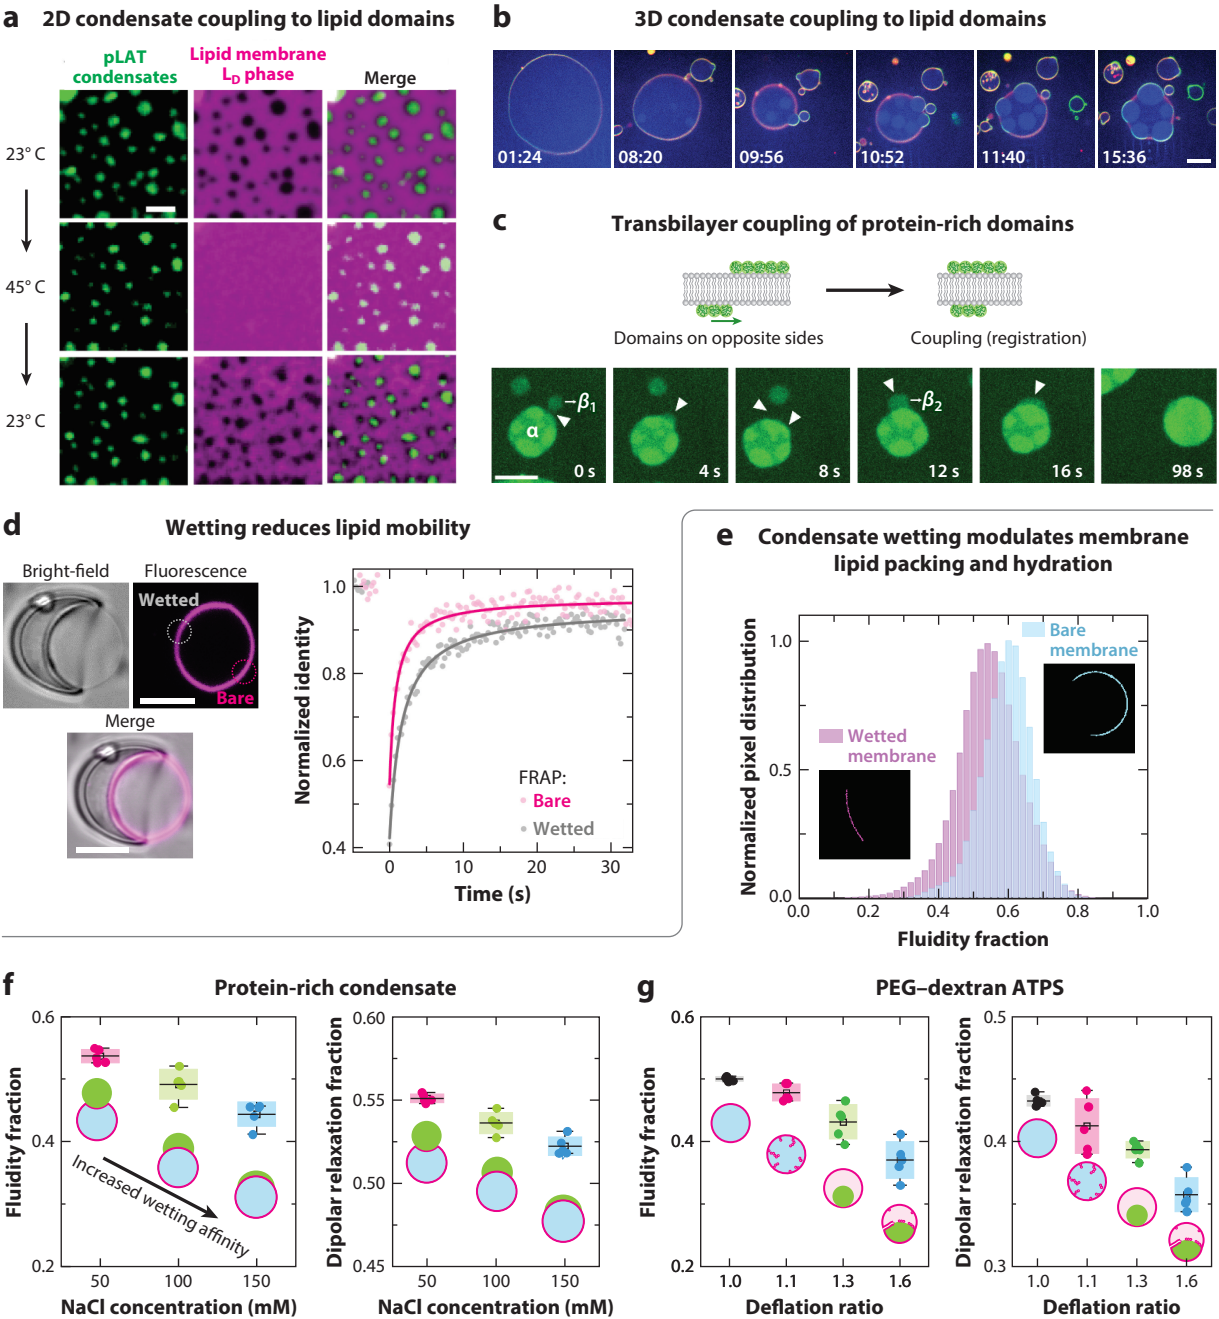 a 2D condensate coupling to lipid domains
pLAT
condensates
Lipid membrane
L_D phase
Merge
23° C
45° C
23° C
b 3D condensate coupling to lipid domains
01:24
08:20
09:56
10:52
11:40
15:36
c Transbilayer coupling of protein-rich domains
Domains on opposite sides
Coupling (registration)
α
β1
0 s
4 s
8 s
β2
12 s
16 s
98 s
d Wetting reduces lipid mobility
Bright-field
Fluorescence
Wetted
Bare
Merge
Normalized identity
1.0
0.8
0.6
0.4
FRAP:
Bare
Wetted
0 10 20 30
Time (s)
e Condensate wetting modulates membrane
lipid packing and hydration
Normalized pixel distribution
1.0
0.5
0.0
Bare
membrane
Wetted
membrane
0.0 0.2 0.4 0.6 0.8 1.0
Fluidity fraction
f Protein-rich condensate
Fluidity fraction
0.6
0.4
0.2
Increased wetting affinity
50 100 150
NaCl concentration (mM)
Dipolar relaxation fraction
0.60
0.55
0.50
0.45
50 100 150
NaCl concentration (mM)
g PEG–dextran ATPS
Fluidity fraction
0.6
0.4
0.2
1.0 1.1 1.3 1.6
Deflation ratio
Dipolar relaxation fraction
0.5
0.4
0.3
1.0 1.1 1.3 1.6
Deflation ratio